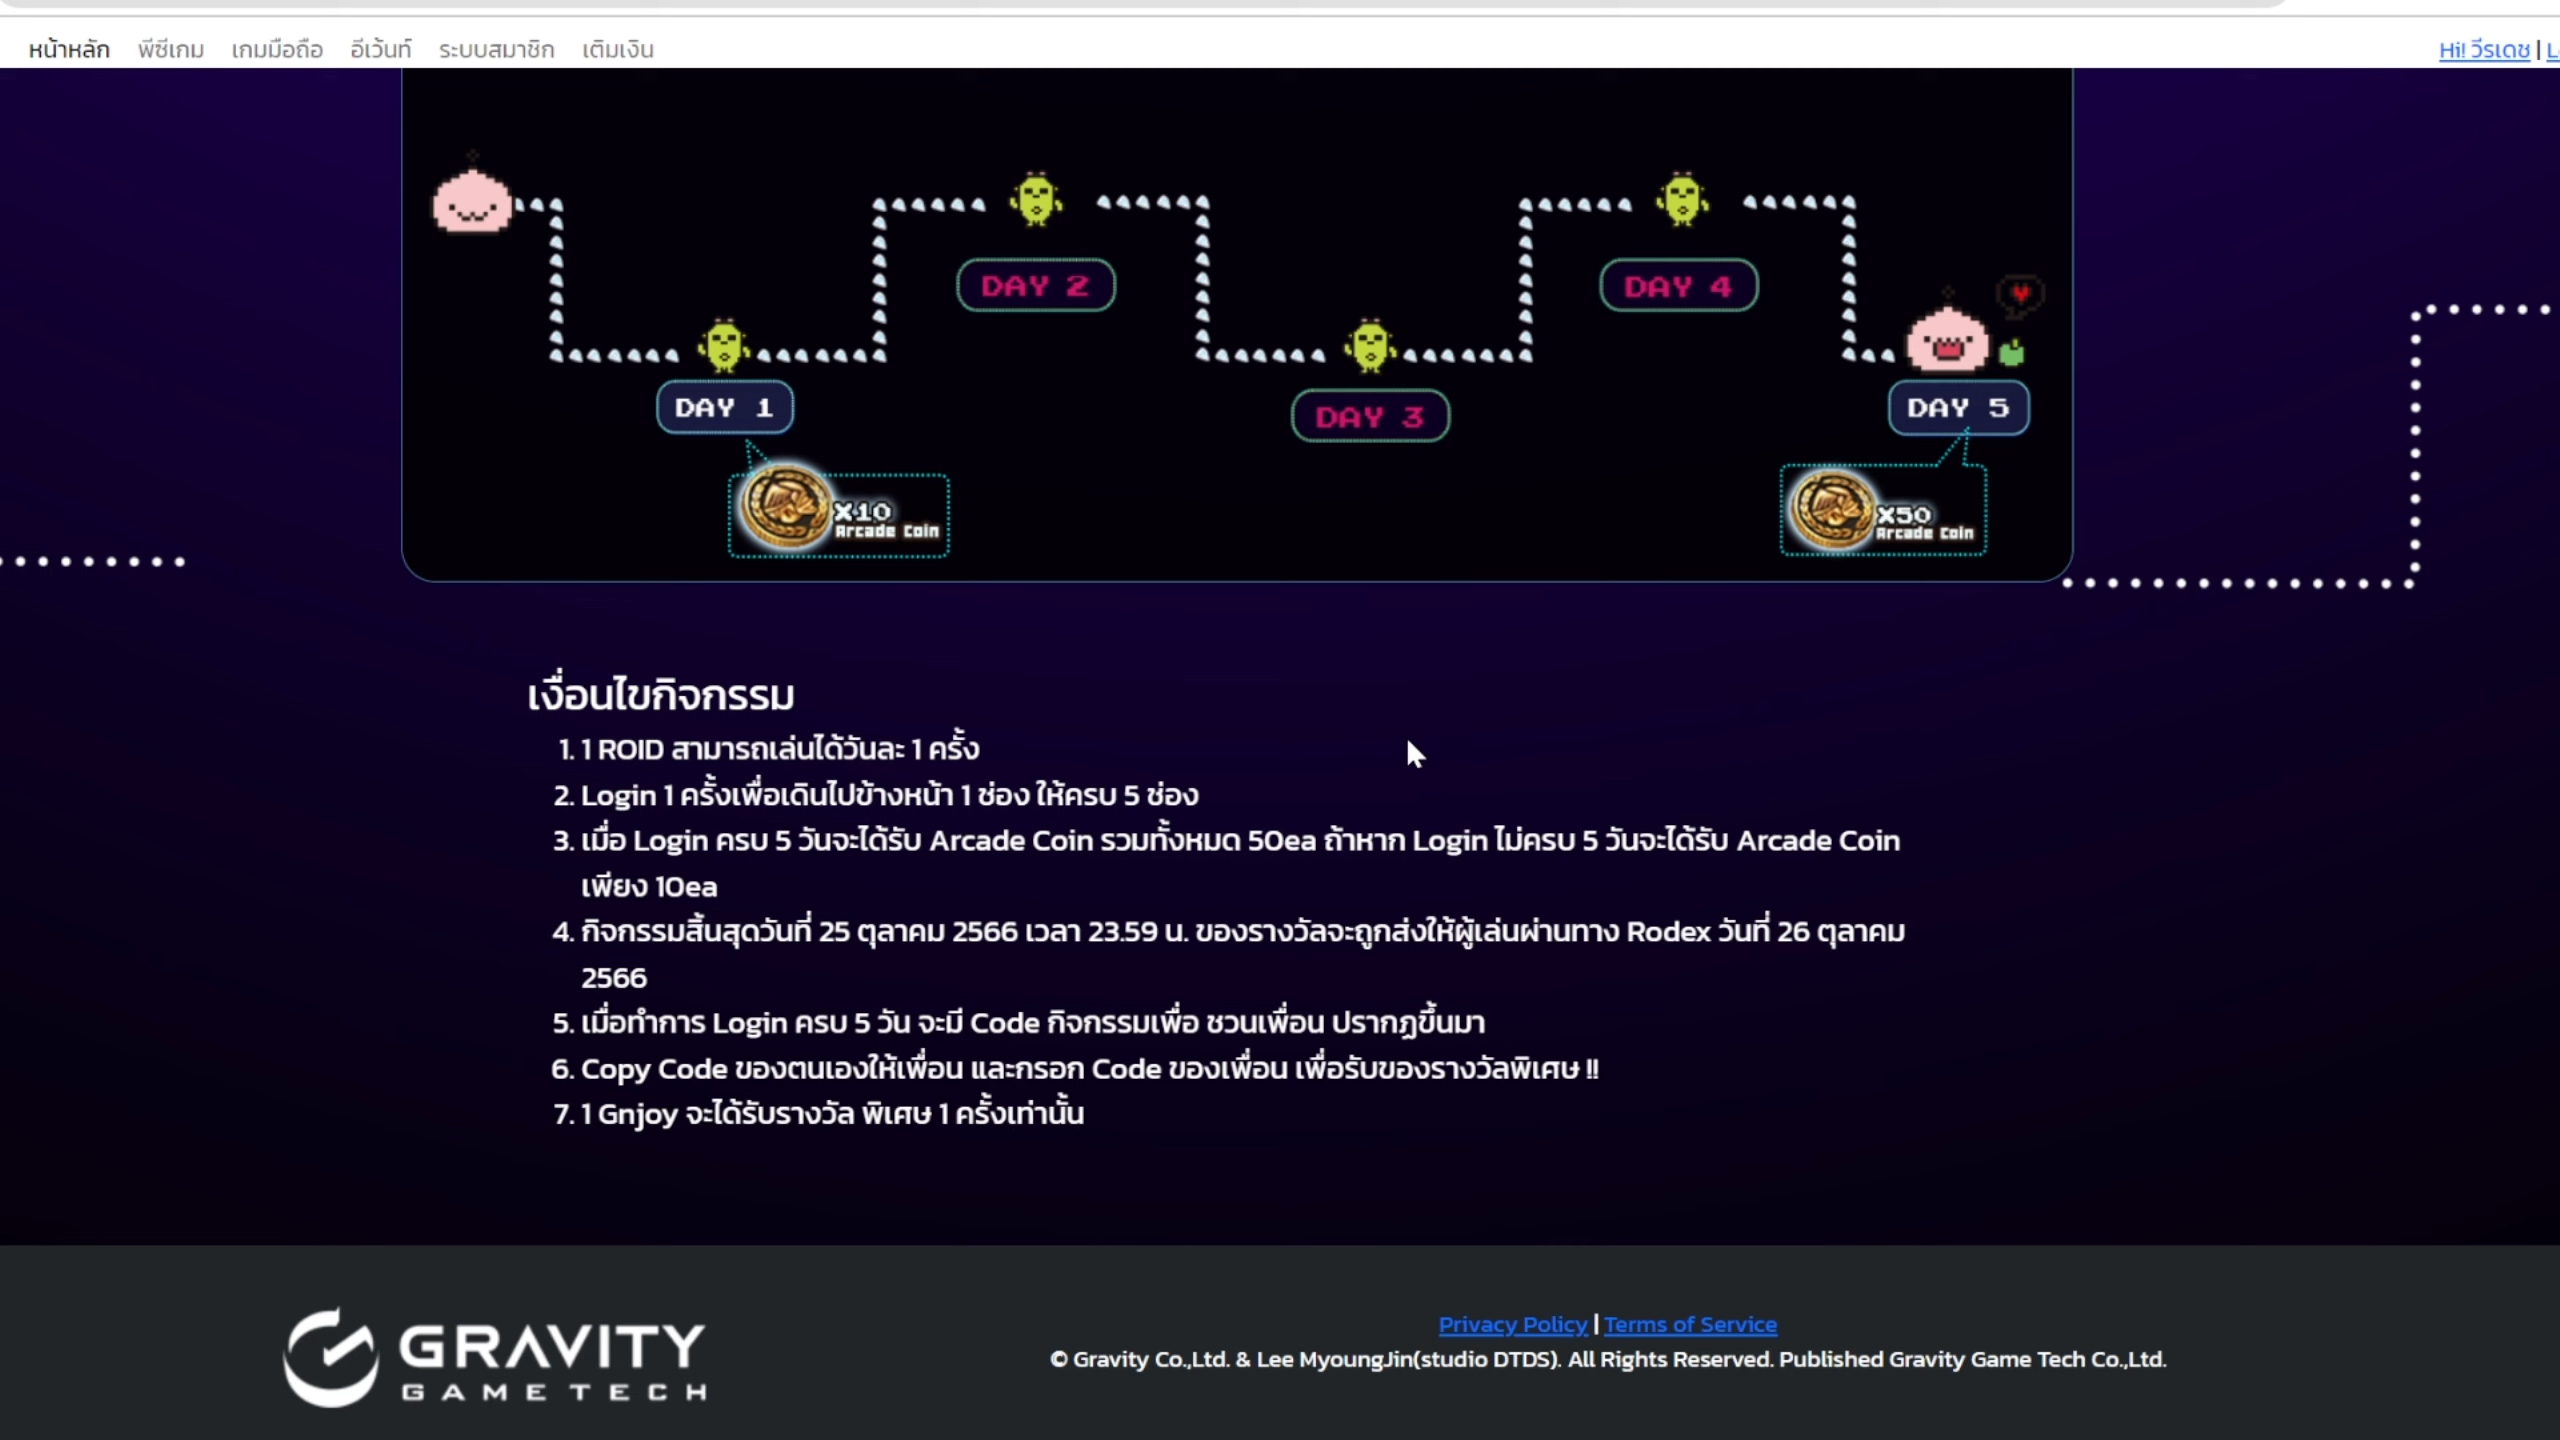 หน้าหลัก พีซีเกม เกมมือถือ อีเว้นท์ ระบบสมาชิก เติมเงิน Hi! วีรเดช |
DAY 2
DAY 4
DAY 1
DAY 3
DAY 5
X10
Arcade Coin
X50
Arcade Coin
เงื่อนไขกิจกรรม
1. 1 ROID สามารถเล่นได้วันละ 1 ครั้ง
2. Login 1 ครั้งเพื่อเดินไปข้างหน้า 1 ช่อง ให้ครบ 5 ช่อง
3. เมื่อ Login ครบ 5 วันจะได้รับ Arcade Coin รวมทั้งหมด 50ea ถ้าหาก Login ไม่ครบ 5 วันจะได้รับ Arcade Coin
เพียง 10ea
4. กิจกรรมสิ้นสุดวันที่ 25 ตุลาคม 2566 เวลา 23.59 น. ของรางวัลจะถูกส่งให้ผู้เล่นผ่านทาง Rodex วันที่ 26 ตุลาคม
2566
5. เมื่อทำการ Login ครบ 5 วัน จะมี Code กิจกรรมเพื่อ ชวนเพื่อน ปรากฏขึ้นมา
6. Copy Code ของตนเองให้เพื่อน และกรอก Code ของเพื่อน เพื่อรับของรางวัลพิเศษ !!
7. 1 Gnjoy จะได้รับรางวัล พิเศษ 1 ครั้งเท่านั้น
GRAVITY
GAME TECH
Privacy Policy | Terms of Service
© Gravity Co.,Ltd. & Lee MyoungJin(studio DTDS). All Rights Reserved. Published Gravity Game Tech Co.,Ltd.